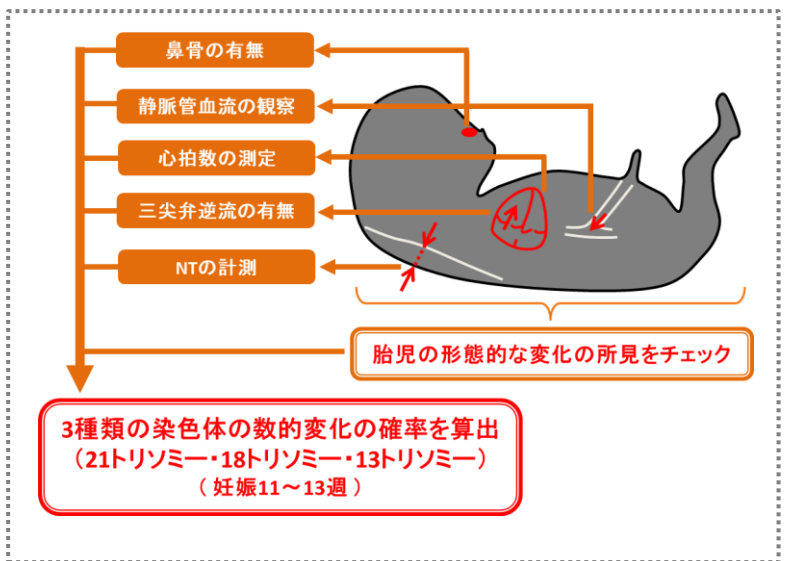 鼻骨の有無
静脈管血流の観察
心拍数の測定
三尖弁逆流の有無
NTの計測
胎児の形態的な変化の所見をチェック
3種類の染色体の数的変化の確率を算出
（21トリソミー・18トリソミー・13トリソミー）
（ 妊娠11～13週 ）